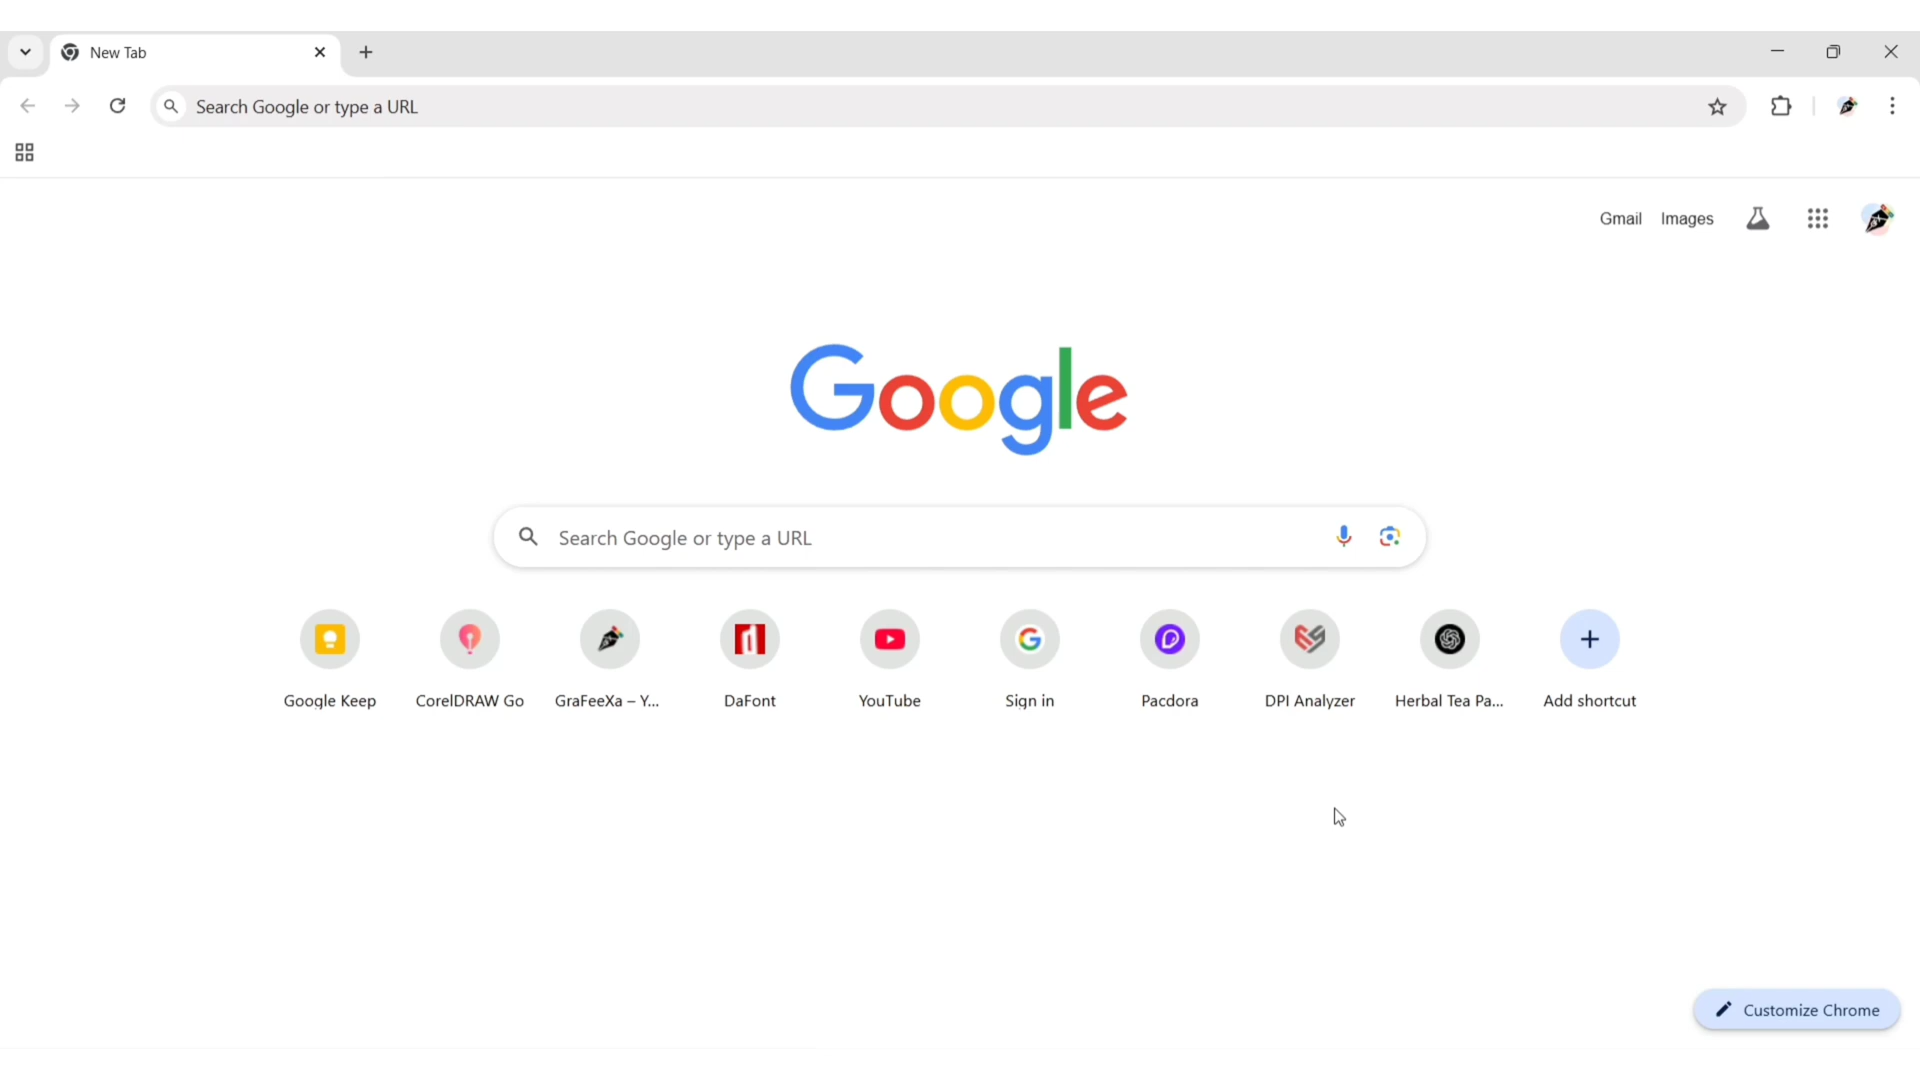 New Tab
Search Google or type a URL
Gmail Images
Google
Search Google or type a URL
Google Keep CorelDRAW Go GraFeeXa – Y... DaFont YouTube Sign in Pacdora DPI Analyzer Herbal Tea Pa... Add shortcut
Customize Chrome